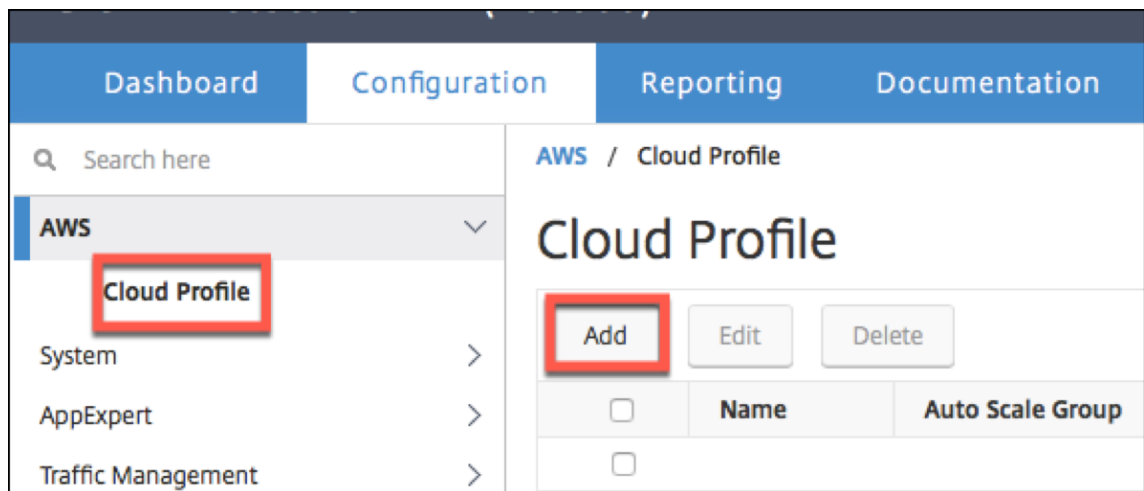 Dashboard
Configuration
Reporting
Documentation
Search here
AWS
Cloud Profile
System
AppExpert
Traffic Management
AWS / Cloud Profile
Cloud Profile
Add
Edit
Delete
Name
Auto Scale Group